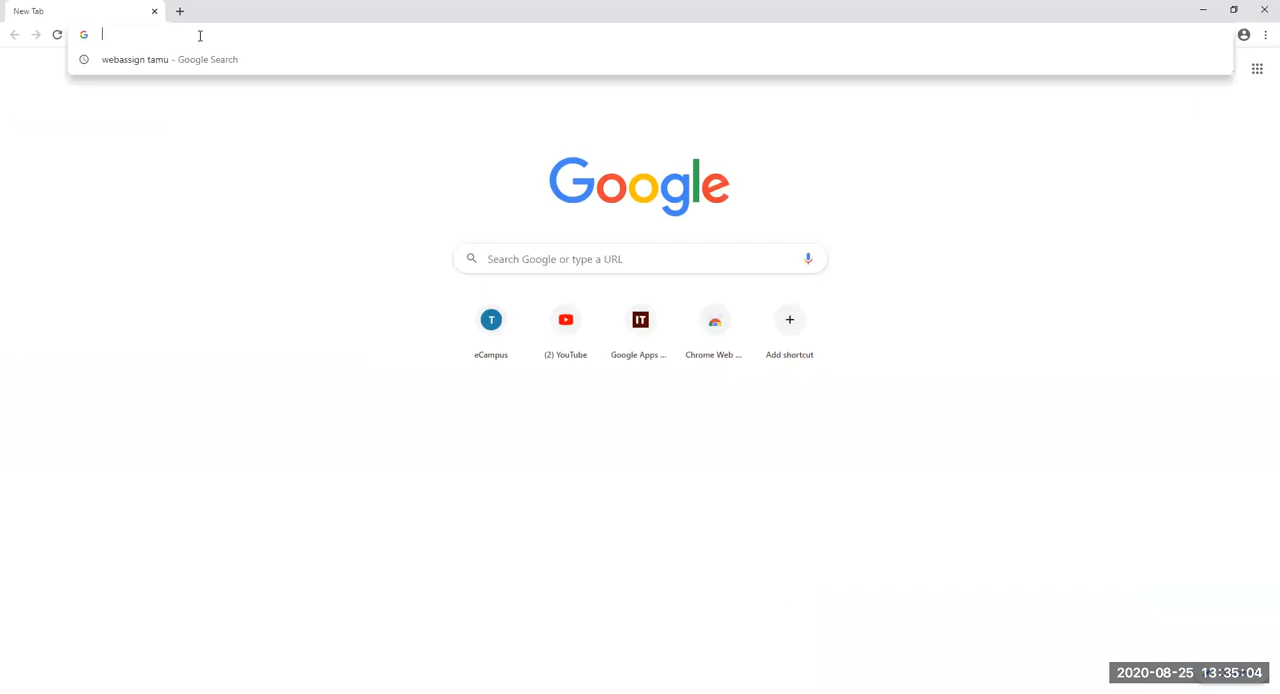 New Tab
webassign tamu - Google Search
Google
Search Google or type a URL
T
IT
eCampus
(2) YouTube
Google Apps ...
Chrome Web ...
Add shortcut
2020-08-25 13:35:04